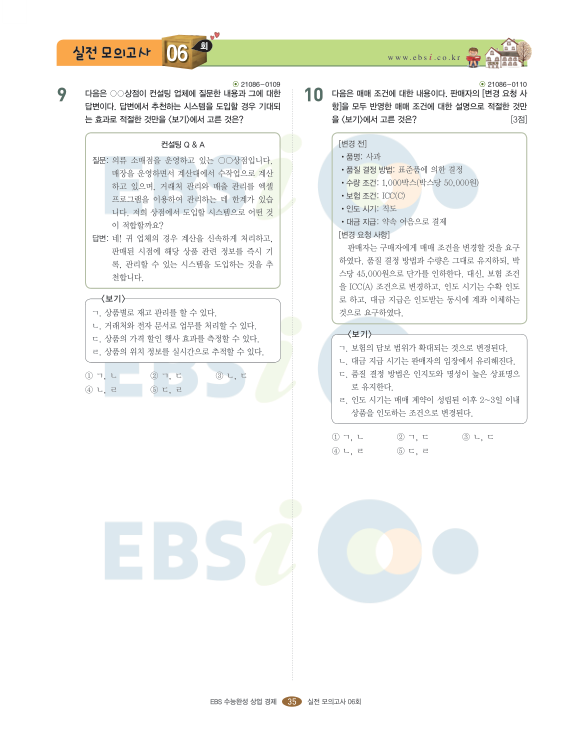 실전 모의고사 06 회
www.ebsi.co.kr
21086-0109
9 다음은 ○○상점이 컨설팅 업체에 질문한 내용과 그에 대한
답변이다. 답변에서 추천하는 시스템을 도입할 경우 기대되
는 효과로 적절한 것만을 <보기>에서 고른 것은?
컨설팅 Q & A
질문: 의류 소매점을 운영하고 있는 ○○상점입니다.
매장을 운영하면서 계산대에서 수작업으로 계산
하고 있으며, 거래처 관리와 매출 관리를 엑셀
프로그램을 이용하여 관리하는 데 한계가 있습
니다. 저희 상점에서 도입할 시스템으로 어떤 것
이 적합할까요?
답변: 네! 귀 업체의 경우 계산을 신속하게 처리하고,
판매된 시점에 해당 상품 관련 정보를 즉시 기
록, 관리할 수 있는 시스템을 도입하는 것을 추
천합니다.
<보기>
ㄱ. 상품별로 재고 관리를 할 수 있다.
ㄴ. 거래처와 전자 문서로 업무를 처리할 수 있다.
ㄷ. 상품의 가격 할인 행사 효과를 측정할 수 있다.
ㄹ. 상품의 위치 정보를 실시간으로 추적할 수 있다.
① ㄱ, ㄴ ② ㄱ, ㄷ ③ ㄴ, ㄷ
④ ㄴ, ㄹ ⑤ ㄷ, ㄹ
21086-0110
10 다음은 매매 조건에 대한 내용이다. 판매자의 [변경 요청 사
항]을 모두 반영한 매매 조건에 대한 설명으로 적절한 것만
을 <보기>에서 고른 것은? [3점]
[변경 전]
• 품명: 사과
• 품질 결정 방법: 표준품에 의한 결정
• 수량 조건: 1,000박스(박스당 50,000원)
• 보험 조건: ICC(C)
• 인도 시기: 직도
• 대금 지급: 약속 어음으로 결제
[변경 요청 사항]
판매자는 구매자에게 매매 조건을 변경할 것을 요구
하였다. 품질 결정 방법과 수량은 그대로 유지하되, 박
스당 45,000원으로 단가를 인하한다. 대신, 보험 조건
을 ICC(A) 조건으로 변경하고, 인도 시기는 수확 인도
로 하고, 대금 지급은 인도받는 동시에 계좌 이체하는
것으로 요구하였다.
<보기>
ㄱ. 보험의 담보 범위가 확대되는 것으로 변경된다.
ㄴ. 대금 지급 시기는 판매자의 입장에서 유리해진다.
ㄷ. 품질 결정 방법은 인지도와 명성이 높은 상표명으
로 유지한다.
ㄹ. 인도 시기는 매매 계약이 성립된 이후 2~3일 이내
상품을 인도하는 조건으로 변경된다.
① ㄱ, ㄴ ② ㄱ, ㄷ ③ ㄴ, ㄷ
④ ㄴ, ㄹ ⑤ ㄷ, ㄹ
EBSi
EBSi
EBS 수능완성 상업 경제 35 실전 모의고사 06회